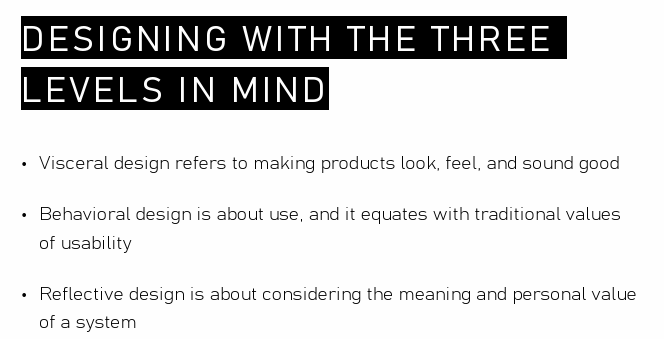 DESIGNING WITH THE THREE
LEVELS IN MIND
• Visceral design refers to making products look, feel, and sound good
• Behavioral design is about use, and it equates with traditional values
of usability
• Reflective design is about considering the meaning and personal value
of a system